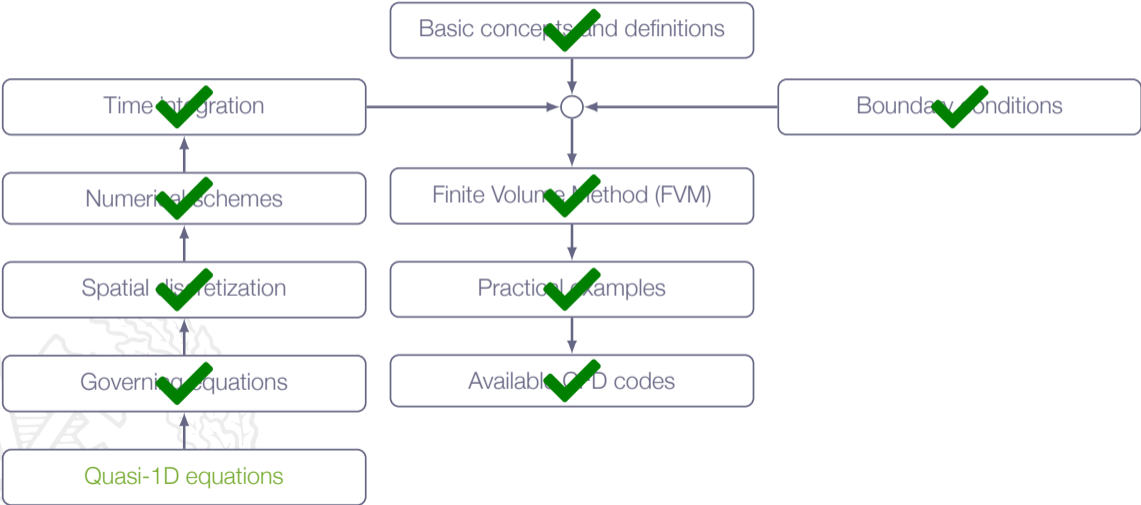 Basic concepts and definitions
Time integration
Boundary conditions
Numerical schemes
Finite Volume Method (FVM)
Spatial discretization
Practical examples
Governing equations
Available CFD codes
Quasi-1D equations